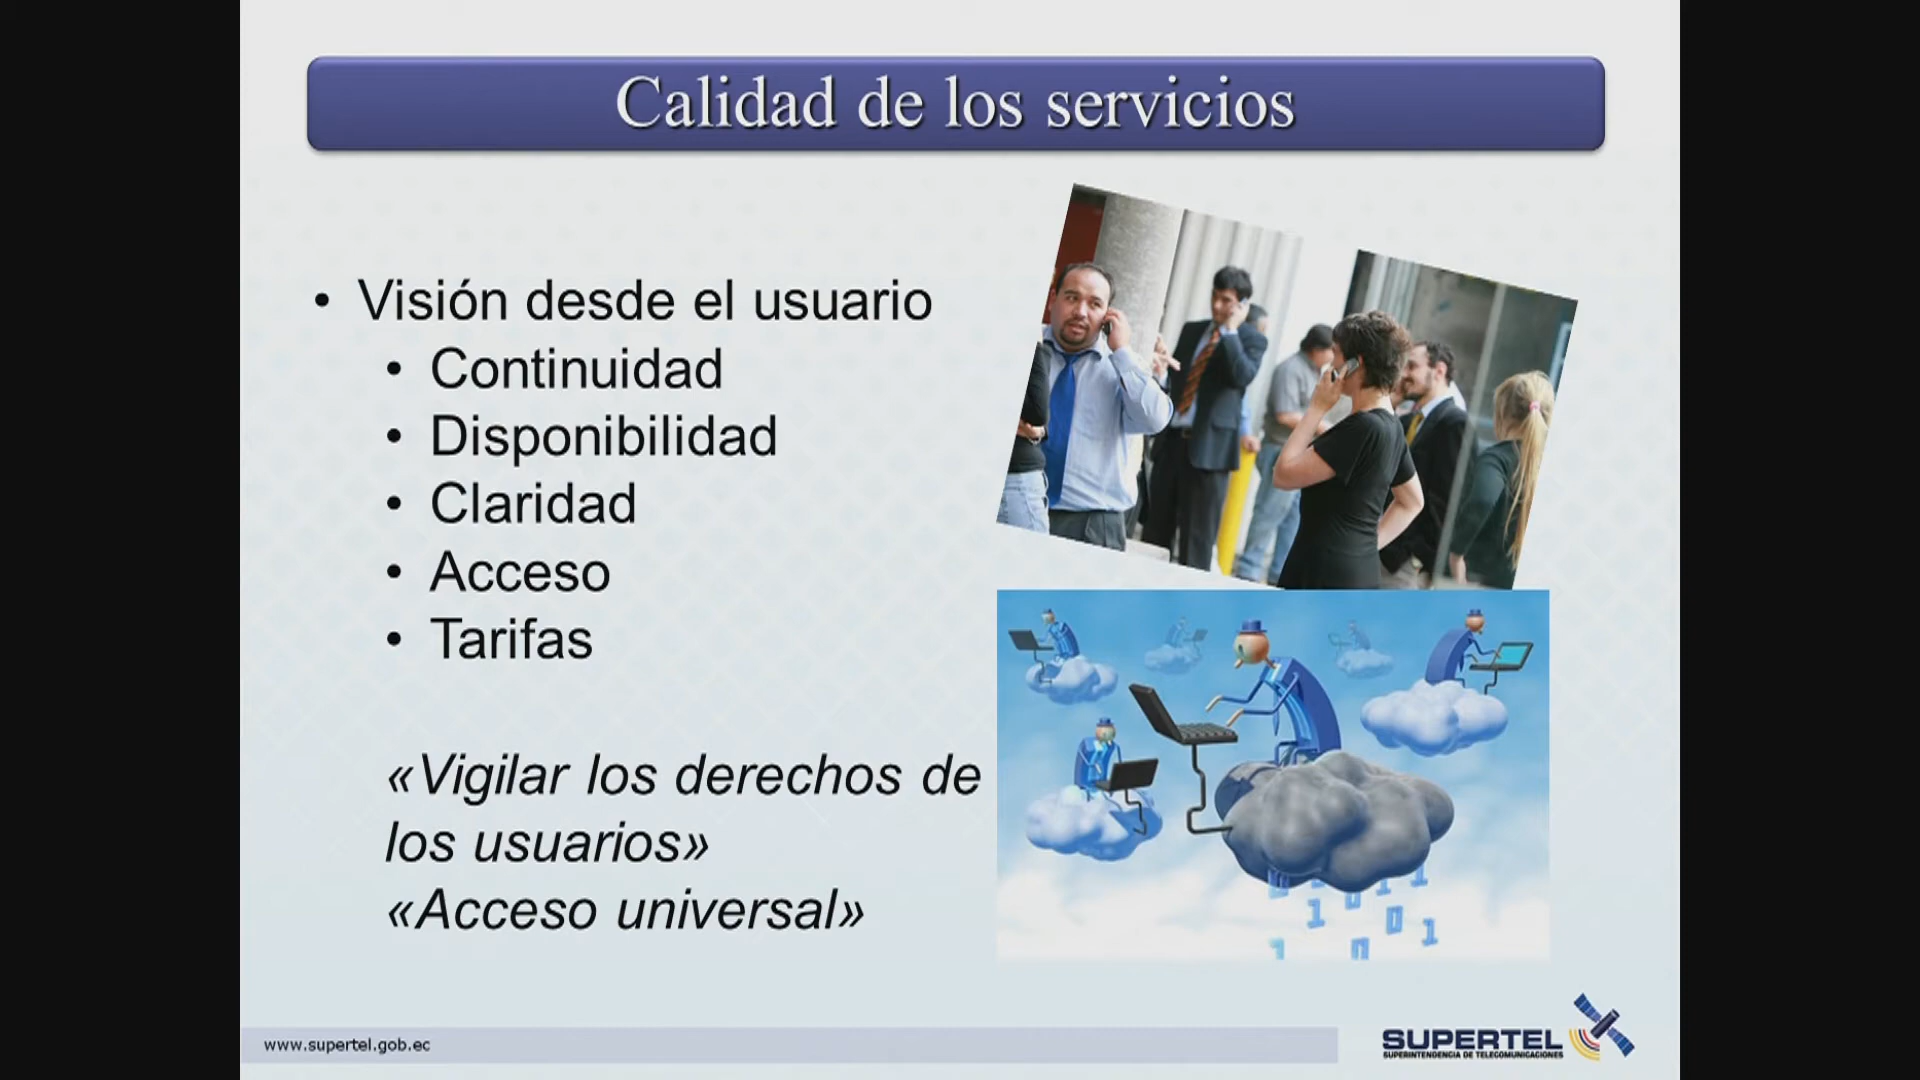 Calidad de los servicios
• Visión desde el usuario
• Continuidad
• Disponibilidad
• Claridad
• Acceso
• Tarifas
«Vigilar los derechos de
los usuarios»
«Acceso universal»
www.supertel.gob.ec
SUPERTEL
SUPERINTENDENCIA DE TELECOMUNICACIONES